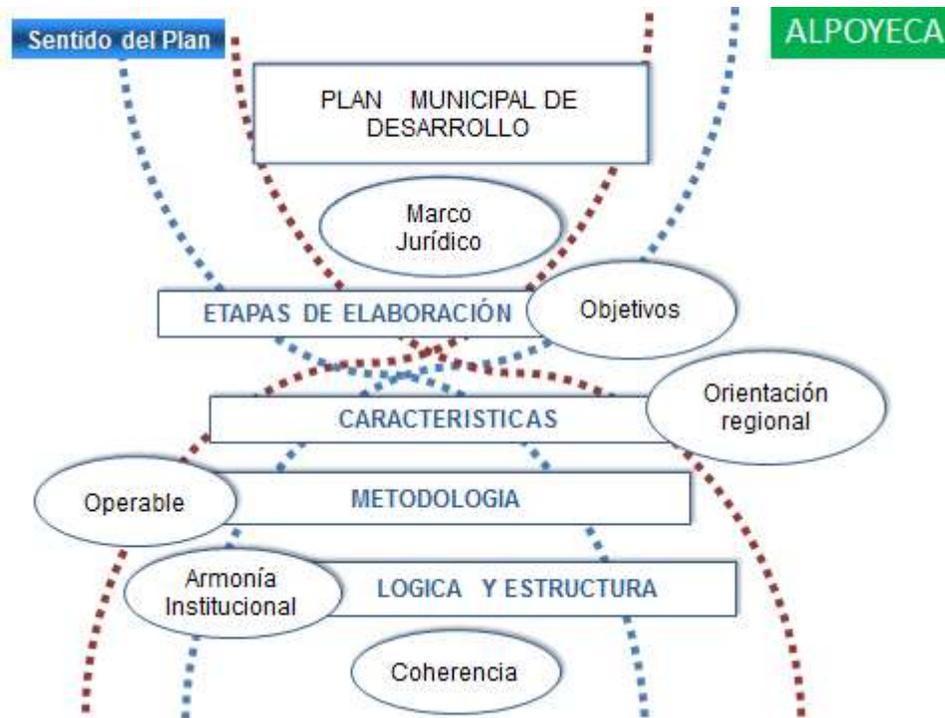 Sentido del Plan
ALPOYECA
PLAN MUNICIPAL DE
DESARROLLO
Marco
Jurídico
ETAPAS DE ELABORACIÓN
Objetivos
Orientación
regional
CARACTERISTICAS
Operable
METODOLOGIA
Armonía
Institucional
LOGICA Y ESTRUCTURA
Coherencia